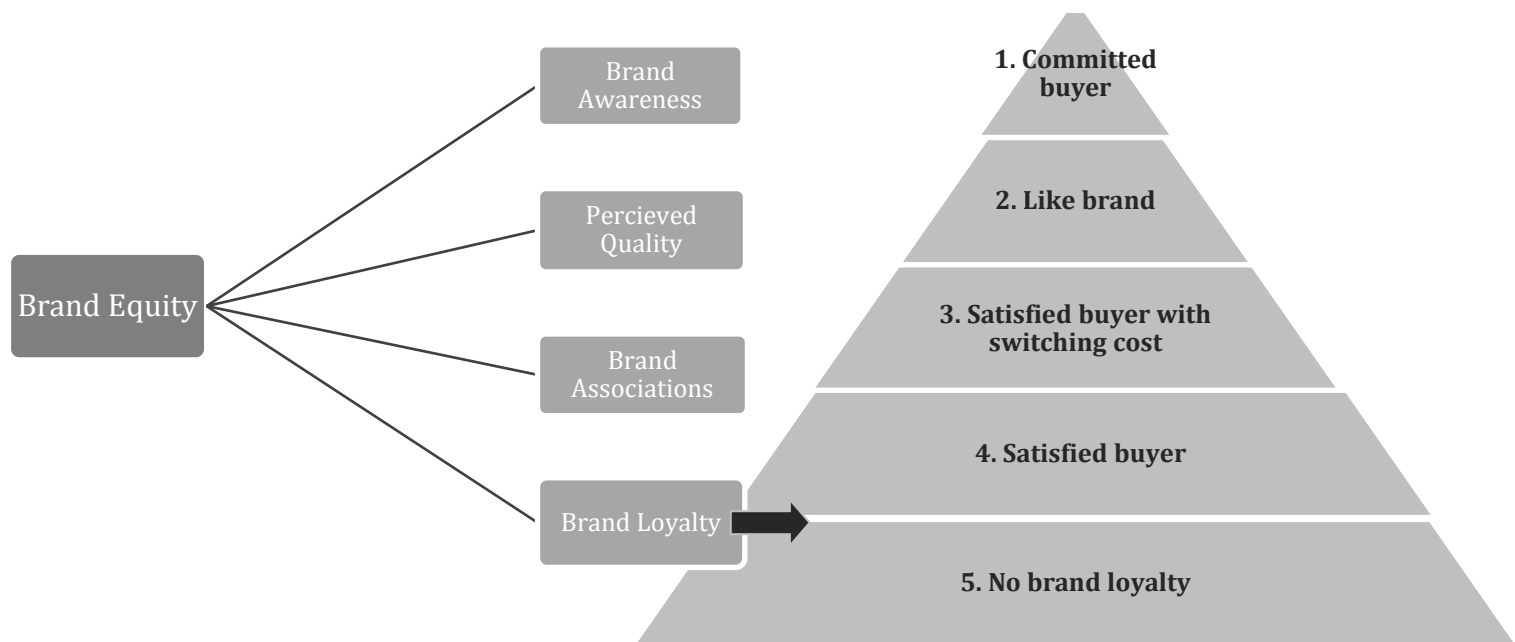 Brand Equity
Brand
Awareness
Percieved
Quality
Brand
Associations
Brand Loyalty
1. Committed
buyer
2. Like brand
3. Satisfied buyer with
switching cost
4. Satisfied buyer
5. No brand loyalty